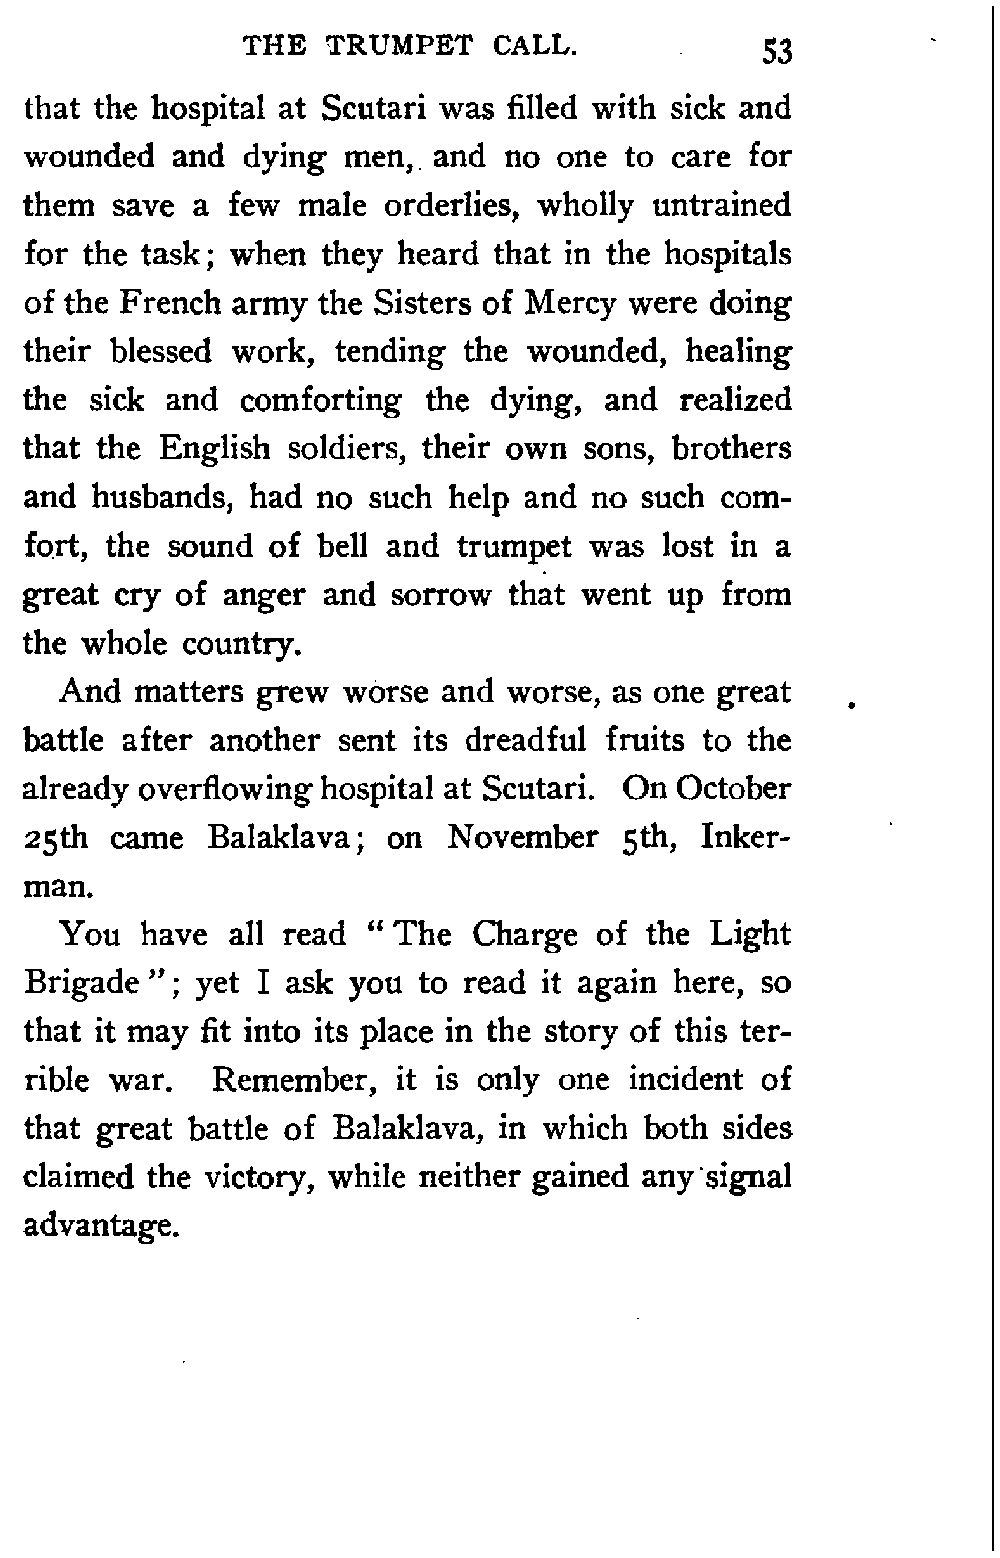 THE TRUMPET CALL. 53
that the hospital at Scutari was filled with sick and
wounded and dying men, and no one to care for
them save a few male orderlies, wholly untrained
for the task; when they heard that in the hospitals
of the French army the Sisters of Mercy were doing
their blessed work, tending the wounded, healing
the sick and comforting the dying, and realized
that the English soldiers, their own sons, brothers
and husbands, had no such help and no such com-
fort, the sound of bell and trumpet was lost in a
great cry of anger and sorrow that went up from
the whole country.
And matters grew worse and worse, as one great
battle after another sent its dreadful fruits to the
already overflowing hospital at Scutari. On October
25th came Balaklava; on November 5th, Inker-
man.
You have all read “The Charge of the Light
Brigade”; yet I ask you to read it again here, so
that it may fit into its place in the story of this ter-
rible war. Remember, it is only one incident of
that great battle of Balaklava, in which both sides
claimed the victory, while neither gained any signal
advantage.